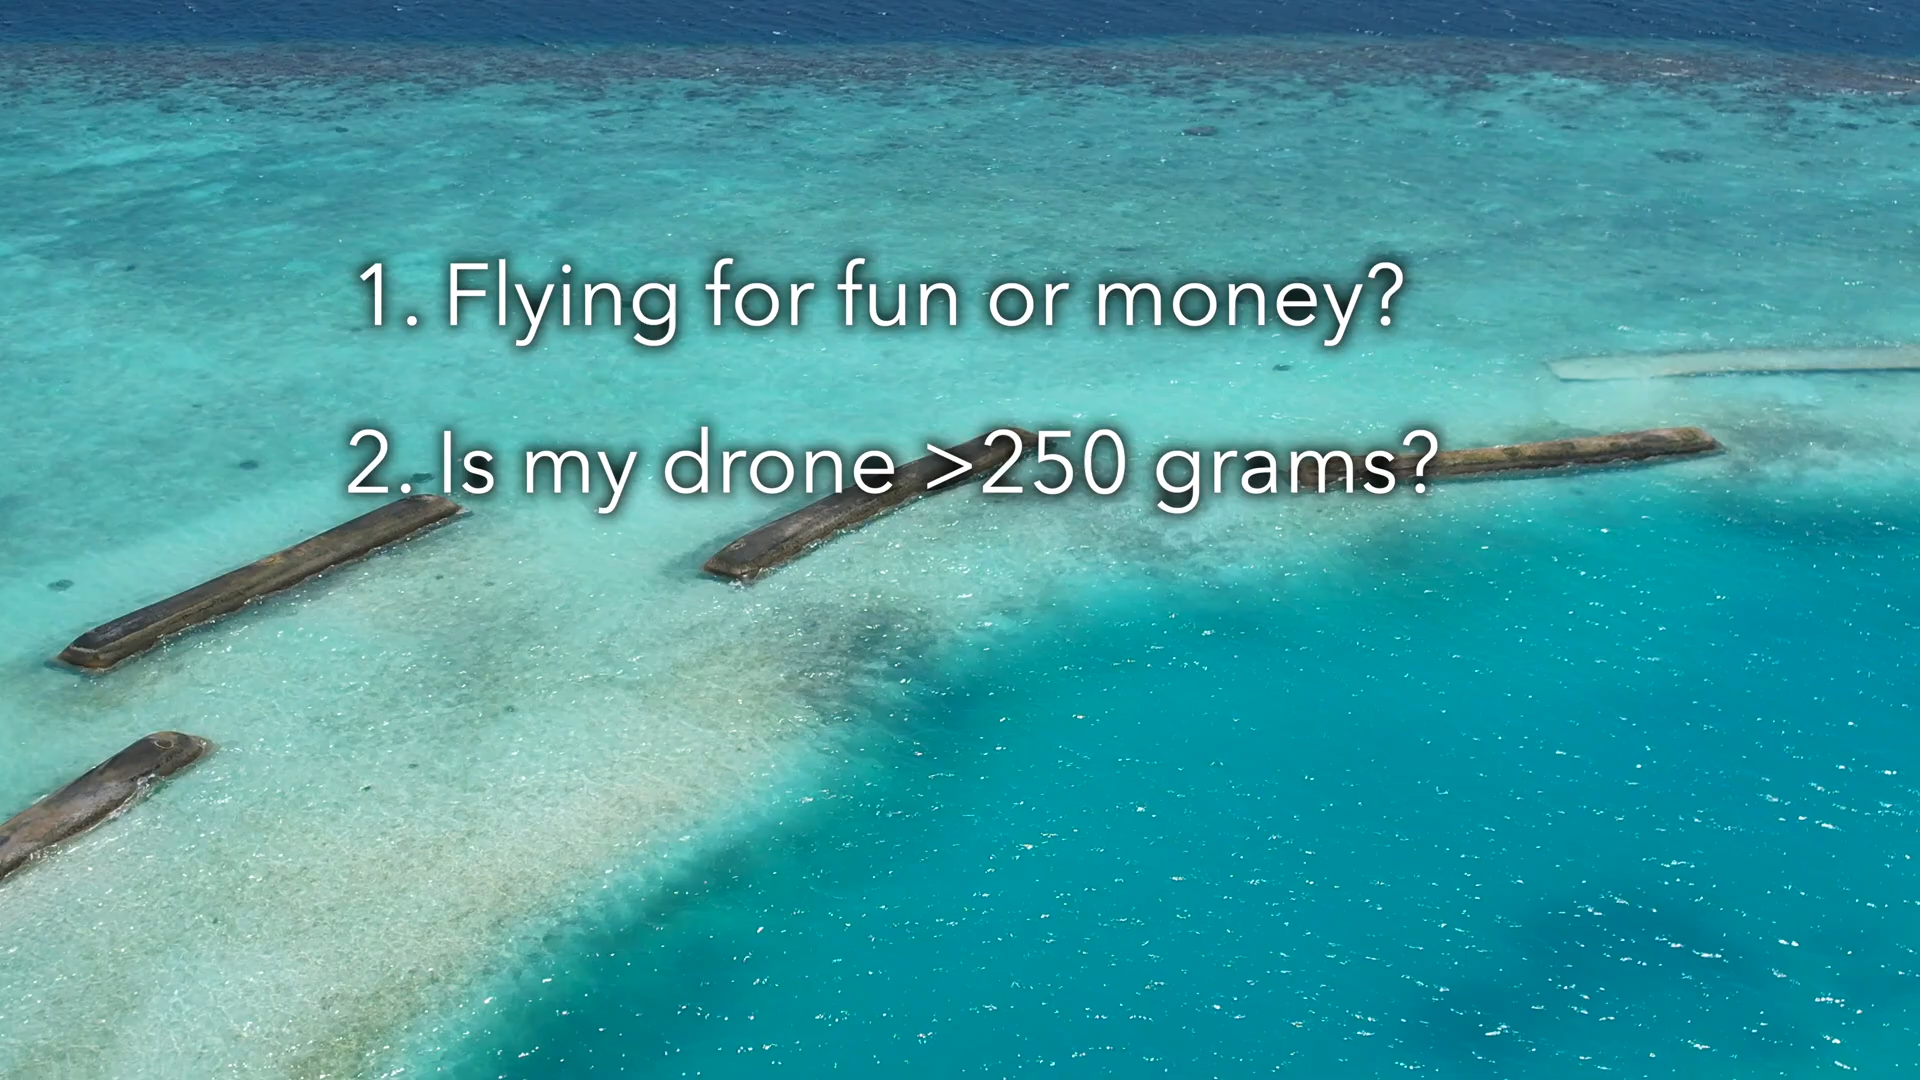 1. Flying for fun or money?
2. Is my drone >250 grams?